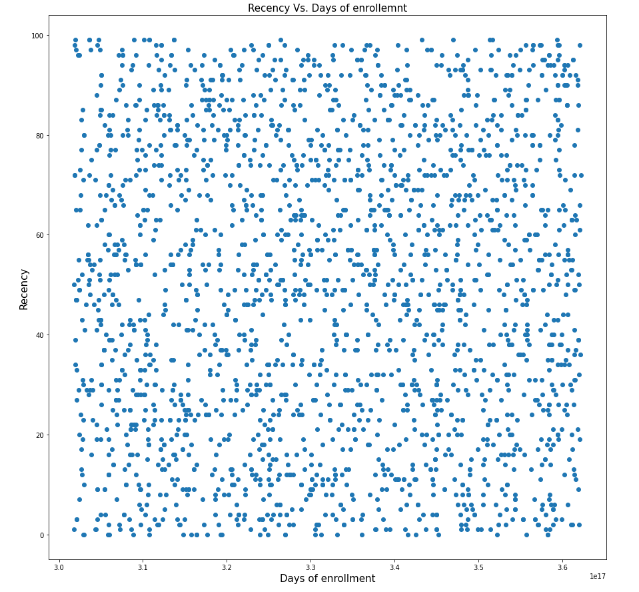 Recency Vs. Days of enrollemnt
100
80
60
40
20
0
Recency
3.0 3.1 3.2 3.3 3.4 3.5 3.6
1e17
Days of enrollment